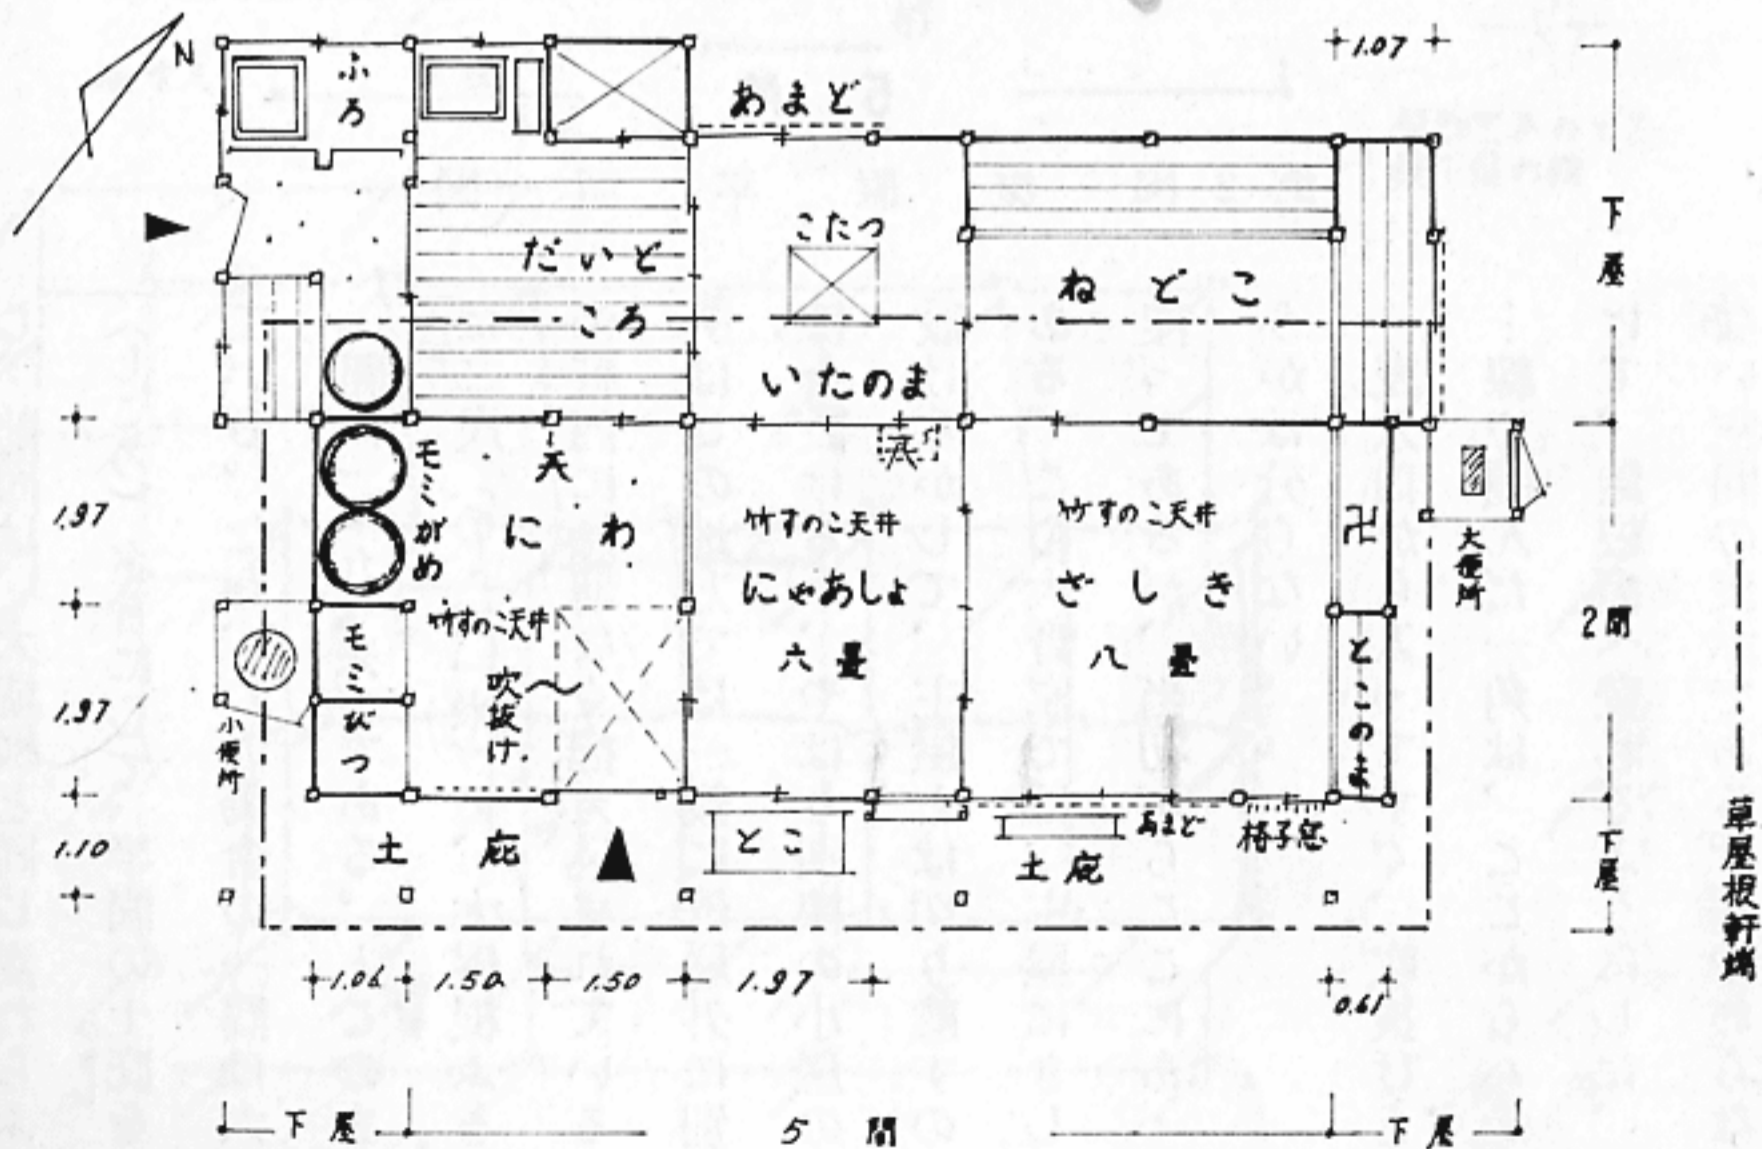 N
ふろ
あまど
1.07
だいどころ
こたつ
ねどこ
下屋
いたのま
モミがめ
大
にわ
竹すのこ天井
にゃあしょ
六畳
竹すのこ天井
ざしき
八畳
卍
大便所
1.97
竹すのこ天井
モミびつ
吹抜け
とこのま
2間
1.97
小便所
1.10
土庇
とこ
土庇
あまど
格子窓
下屋
草屋根軒端
1.50
1.50
1.97
0.61
下屋
5間
下屋